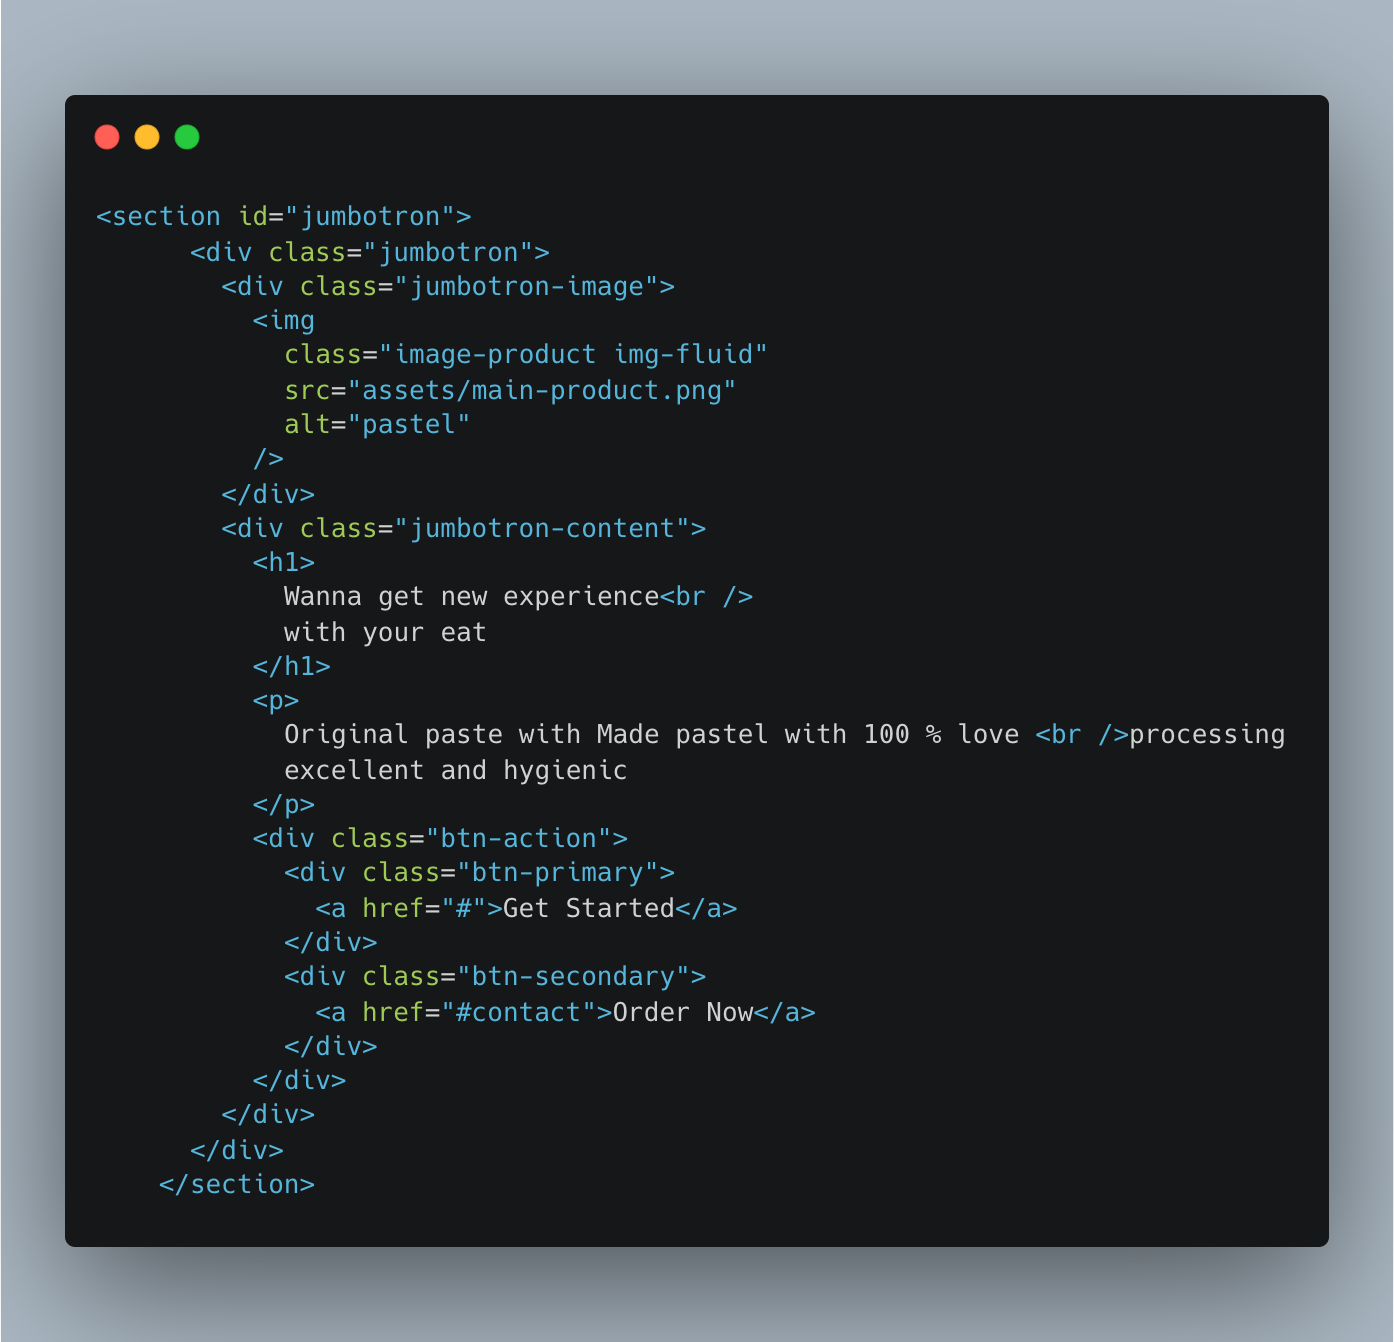 <section id="jumbotron">
      <div class="jumbotron">
        <div class="jumbotron-image">
          <img
            class="image-product img-fluid"
            src="assets/main-product.png"
            alt="pastel"
          />
        </div>
        <div class="jumbotron-content">
          <h1>
            Wanna get new experience<br />
            with your eat
          </h1>
          <p>
            Original paste with Made pastel with 100 % love <br />processing
            excellent and hygienic
          </p>
          <div class="btn-action">
            <div class="btn-primary">
              <a href="#">Get Started</a>
            </div>
            <div class="btn-secondary">
              <a href="#contact">Order Now</a>
            </div>
          </div>
        </div>
      </div>
    </section>